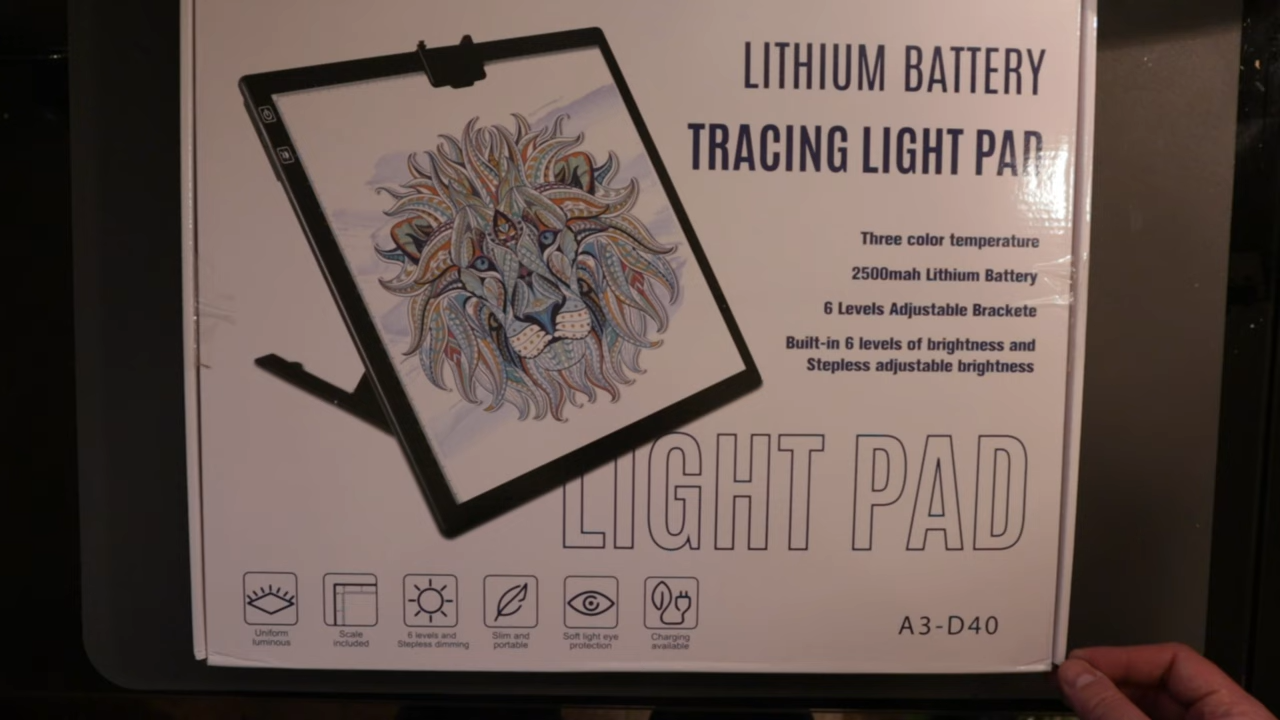 LITHIUM BATTERY
TRACING LIGHT PAD
Three color temperature
2500mah Lithium Battery
6 Levels Adjustable Brackete
Built-in 6 levels of brightness and
Stepless adjustable brightness
LIGHT PAD
Uniform
luminous
Scale
included
6 levels and
Stepless dimming
Slim and
portable
Soft light eye
protection
Charging
available
A3-D40